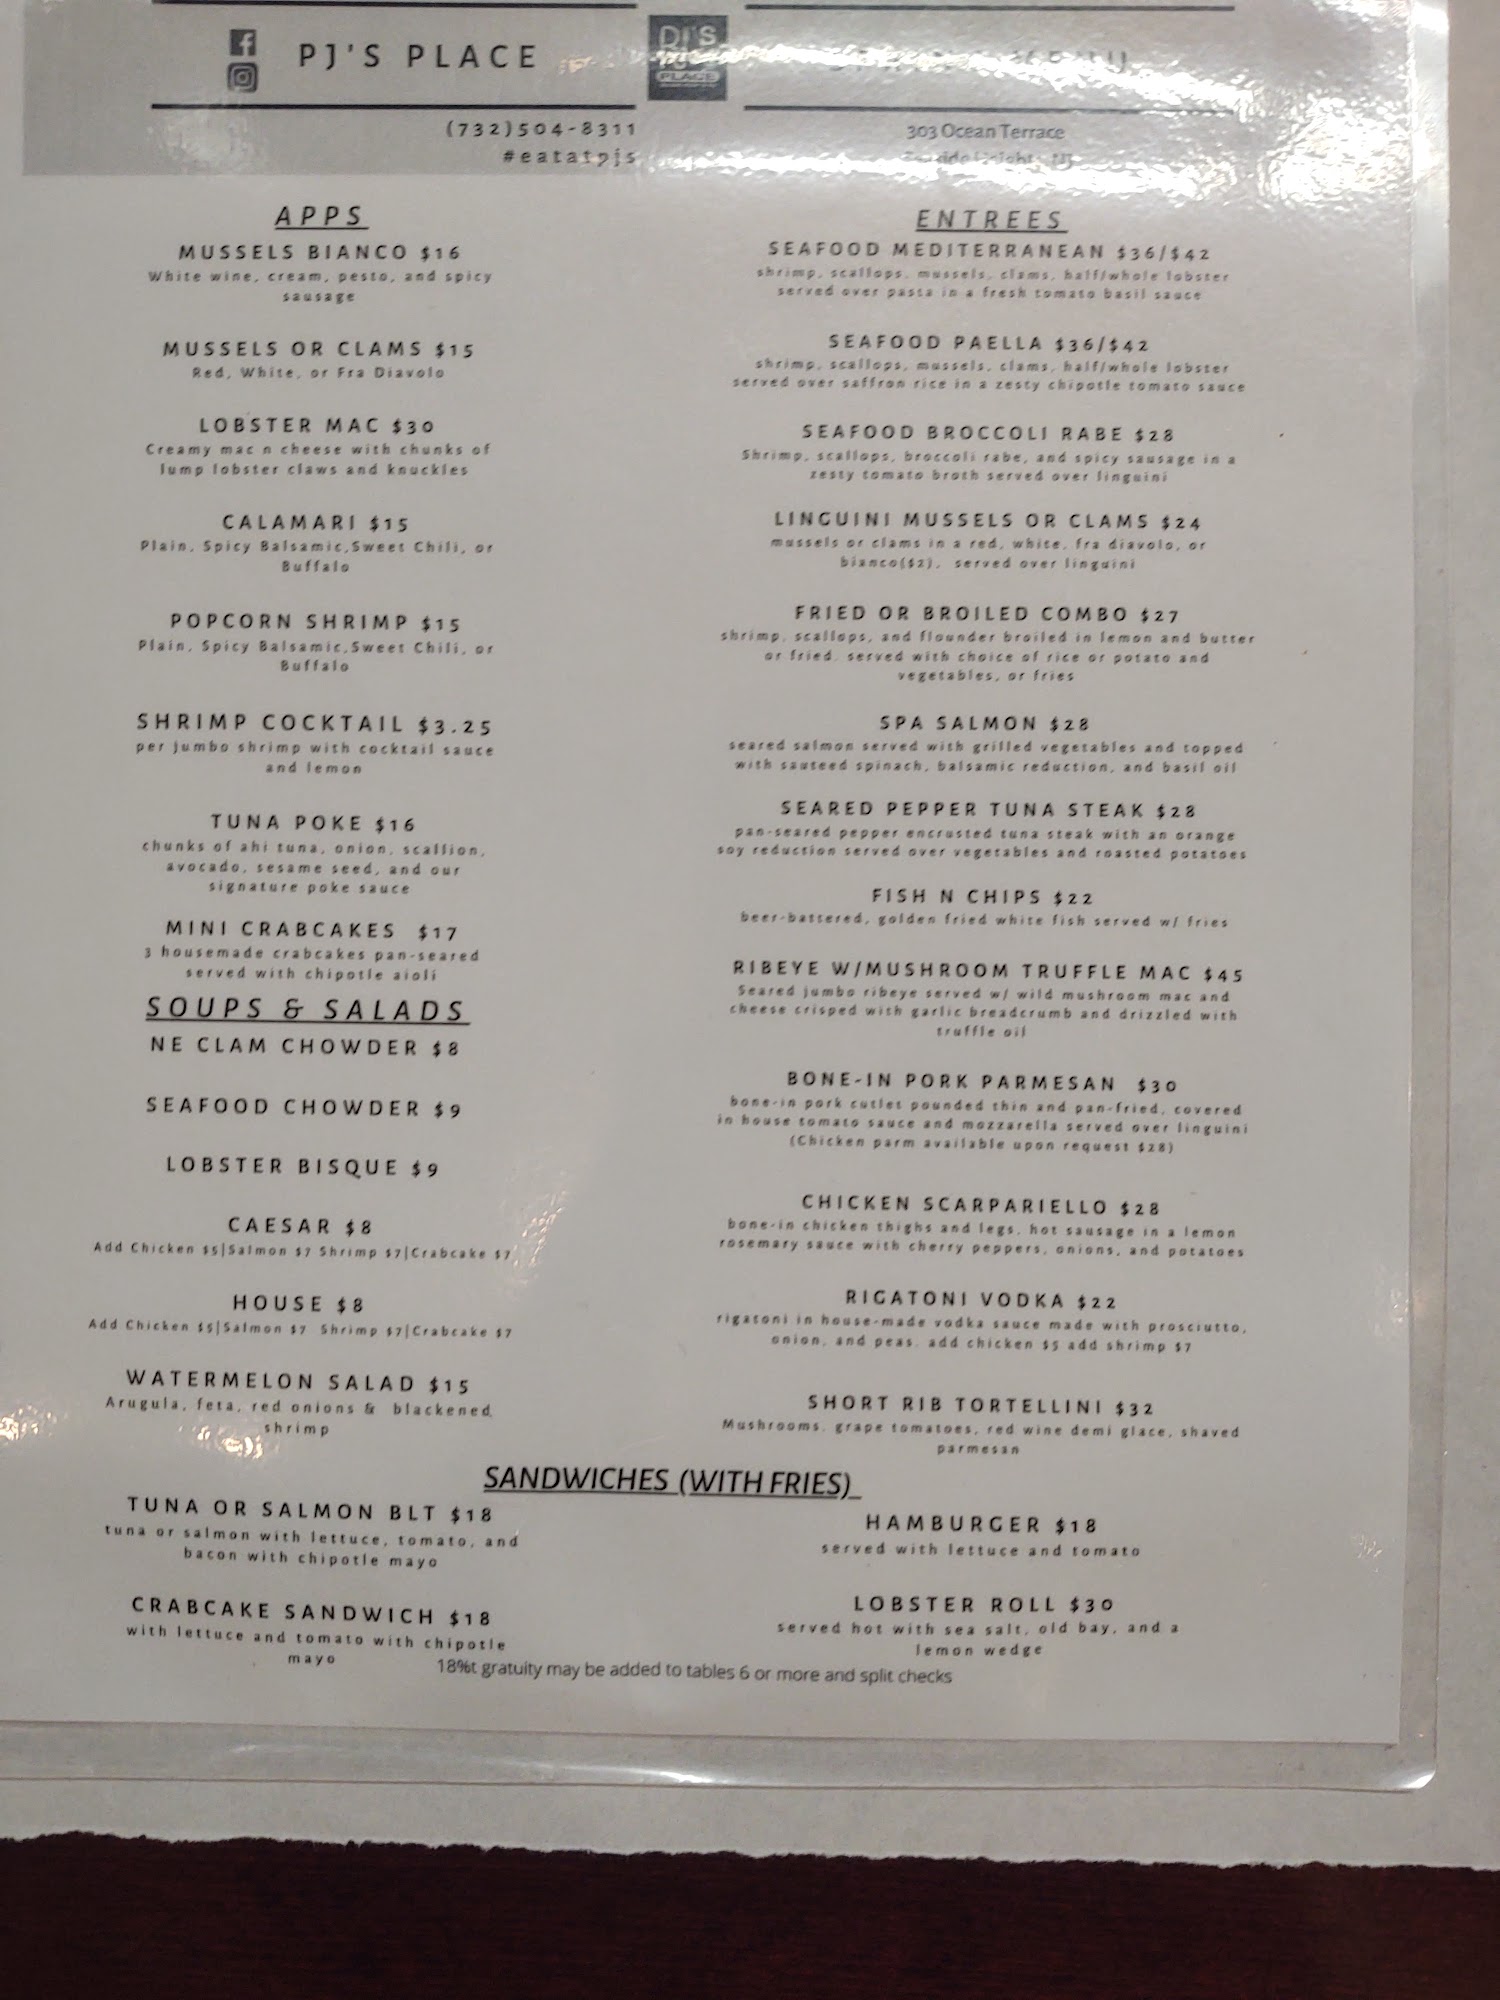 PJ'S PLACE
PJ'S
PLACE
(732)504-8311
#eatatpjs
303 Ocean Terrace
APPS
MUSSELS BIANCO $16
White wine, cream, pesto, and spicy
sausage
MUSSELS OR CLAMS $15
Red, White, or Fra Diavolo
LOBSTER MAC $30
Creamy mac n cheese with chunks of
lump lobster claws and knuckles
CALAMARI $15
Plain, Spicy Balsamic,Sweet Chili, or
Buffalo
POPCORN SHRIMP $15
Plain, Spicy Balsamic,Sweet Chili, or
Buffalo
SHRIMP COCKTAIL $3.25
per jumbo shrimp with cocktail sauce
and lemon
TUNA POKE $16
chunks of ahi tuna, onion, scallion,
avocado, sesame seed, and our
signature poke sauce
MINI CRABCAKES $17
3 housemade crabcakes pan-seared
served with chipotle aioli
SOUPS & SALADS
NE CLAM CHOWDER $8
SEAFOOD CHOWDER $9
LOBSTER BISQUE $9
CAESAR $8
Add Chicken $5|Salmon $7 Shrimp $7|Crabcake $7
HOUSE $8
Add Chicken $5|Salmon $7 Shrimp $7|Crabcake $7
WATERMELON SALAD $15
Arugula, feta, red onions & blackened
shrimp
ENTREES
SEAFOOD MEDITERRANEAN $36/$42
shrimp, scallops, mussels, clams, half/whole lobster
served over pasta in a fresh tomato basil sauce
SEAFOOD PAELLA $36/$42
shrimp, scallops, mussels, clams, half/whole lobster
served over saffron rice in a zesty chipotle tomato sauce
SEAFOOD BROCCOLI RABE $28
Shrimp, scallops, broccoli rabe, and spicy sausage in a
zesty tomato broth served over linguini
LINGUINI MUSSELS OR CLAMS $24
mussels or clams in a red, white, fra diavolo, or
bianco($2), served over linguini
FRIED OR BROILED COMBO $27
shrimp, scallops, and flounder broiled in lemon and butter
or fried, served with choice of rice or potato and
vegetables, or fries
SPA SALMON $28
seared salmon served with grilled vegetables and topped
with sauteed spinach, balsamic reduction, and basil oil
SEARED PEPPER TUNA STEAK $28
pan-seared pepper encrusted tuna steak with an orange
soy reduction served over vegetables and roasted potatoes
FISH N CHIPS $22
beer-battered, golden fried white fish served w/ fries
RIBEYE W/MUSHROOM TRUFFLE MAC $45
Seared jumbo ribeye served w/ wild mushroom mac and
cheese crisped with garlic breadcrumb and drizzled with
truffle oil
BONE-IN PORK PARMESAN $30
bone-in pork cutlet pounded thin and pan-fried, covered
in house tomato sauce and mozzarella served over linguini
(Chicken parm available upon request $28)
CHICKEN SCARPARIELLO $28
bone-in chicken thighs and legs, hot sausage in a lemon
rosemary sauce with cherry peppers, onions, and potatoes
RIGATONI VODKA $22
rigatoni in house-made vodka sauce made with prosciutto,
onion, and peas. add chicken $5 add shrimp $7
SHORT RIB TORTELLINI $32
Mushrooms, grape tomatoes, red wine demi glace, shaved
parmesan
SANDWICHES (WITH FRIES)
TUNA OR SALMON BLT $18
tuna or salmon with lettuce, tomato, and
bacon with chipotle mayo
CRABCAKE SANDWICH $18
with lettuce and tomato with chipotle
mayo
HAMBURGER $18
served with lettuce and tomato
LOBSTER ROLL $30
served hot with sea salt, old bay, and a
lemon wedge
18%t gratuity may be added to tables 6 or more and split checks